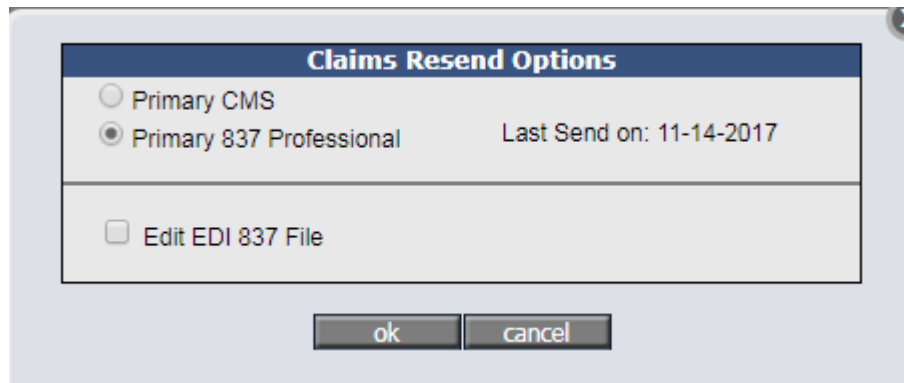 Claims Resend Options
Primary CMS
Primary 837 Professional Last Send on: 11-14-2017
Edit EDI 837 File
ok cancel